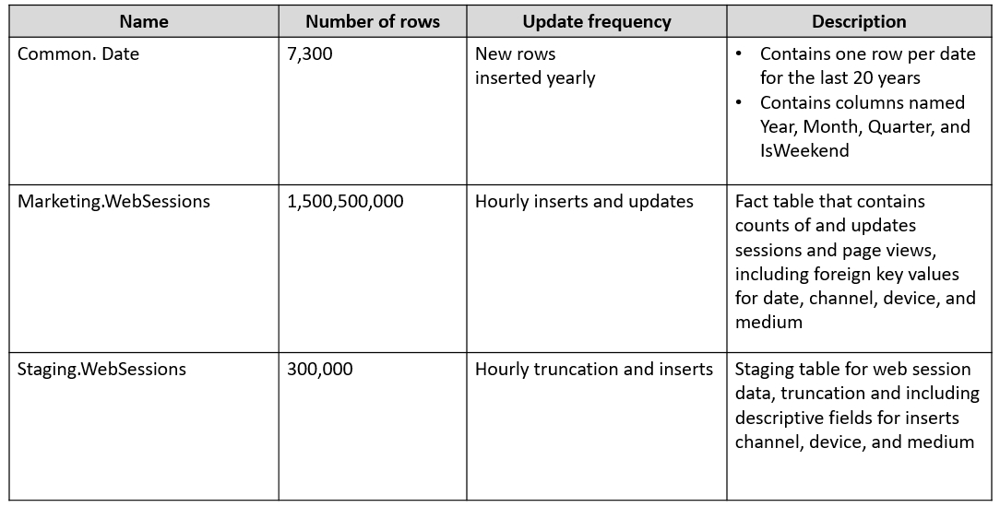 Name Number of rows Update frequency Description
Common. Date 7,300 New rows • Contains one row per date
inserted yearly for the last 20 years
• Contains columns named
Year, Month, Quarter, and
IsWeekend
Marketing.WebSessions 1,500,500,000 Hourly inserts and updates Fact table that contains
counts of and updates
sessions and page views,
including foreign key values
for date, channel, device, and
medium
Staging.WebSessions 300,000 Hourly truncation and inserts Staging table for web session
data, truncation and including
descriptive fields for inserts
channel, device, and medium